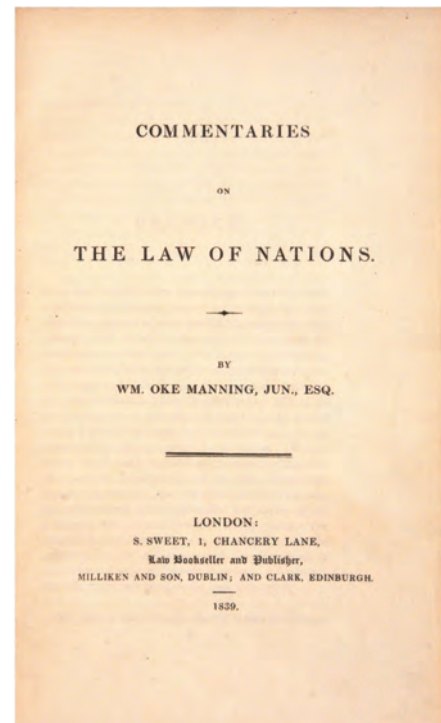 COMMENTARIES
ON
THE LAW OF NATIONS.
BY
WM. OKE MANNING, JUN., ESQ.
LONDON:
S. SWEET, 1, CHANCERY LANE,
Law Bookseller and Publisher,
MILLIKEN AND SON, DUBLIN; AND CLARK, EDINBURGH.
1839.